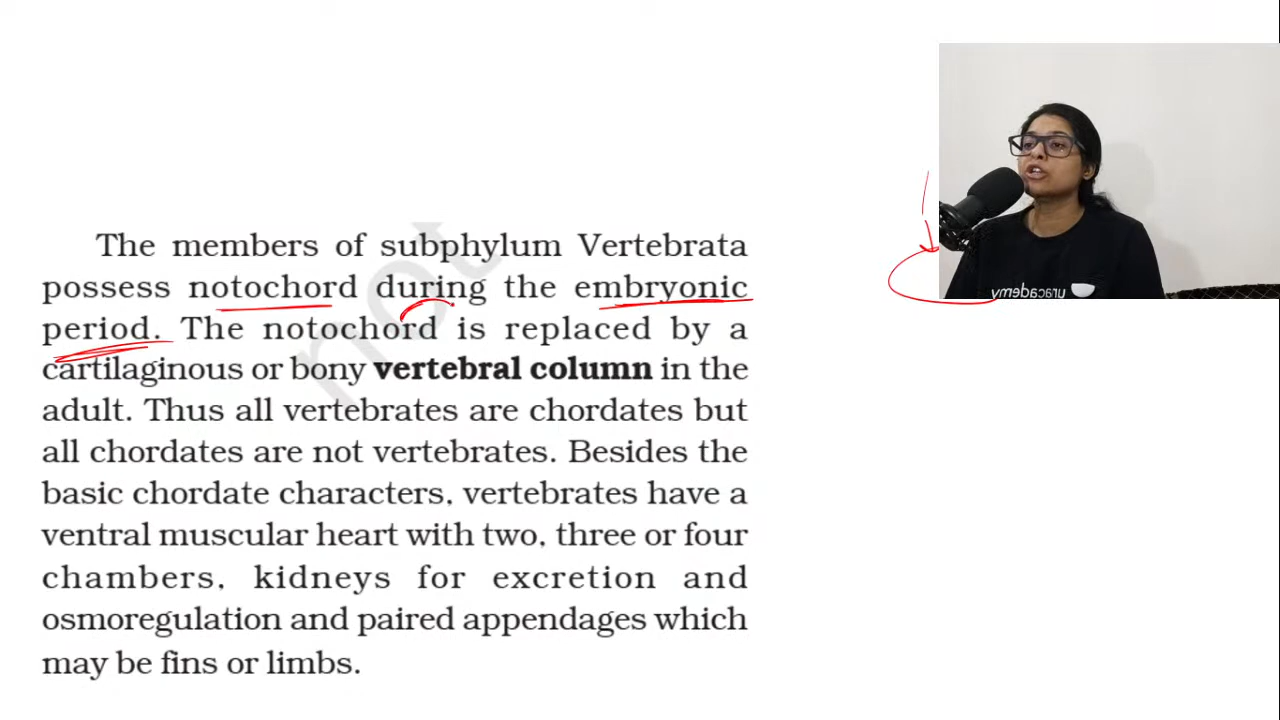 The members of subphylum Vertebrata
possess notochord during the embryonic
period. The notochord is replaced by a
cartilaginous or bony vertebral column in the
adult. Thus all vertebrates are chordates but
all chordates are not vertebrates. Besides the
basic chordate characters, vertebrates have a
ventral muscular heart with two, three or four
chambers, kidneys for excretion and
osmoregulation and paired appendages which
may be fins or limbs.
not
uracademy